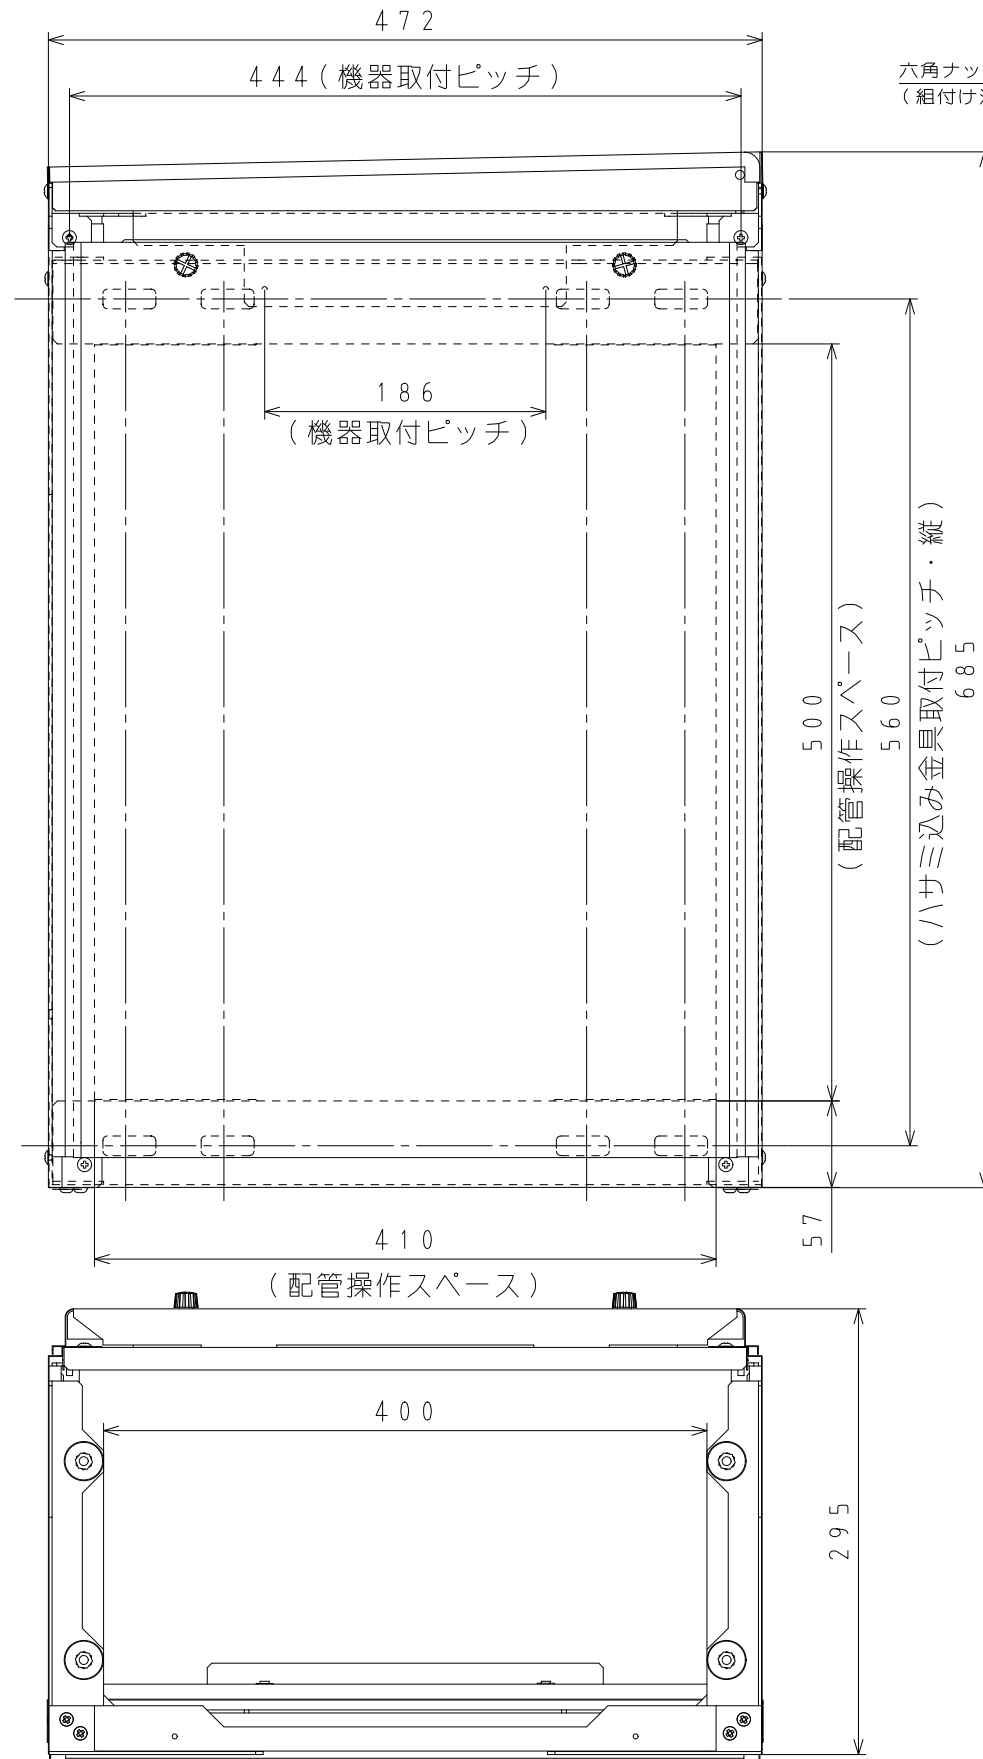 472
444(機器取付ピッチ)
六角ナッ
(組付け
186
(機器取付ピッチ)
500
(配管操作スペース)
560
(ハサミ込み金具取付ピッチ・縦)
685
57
410
(配管操作スペース)
400
295